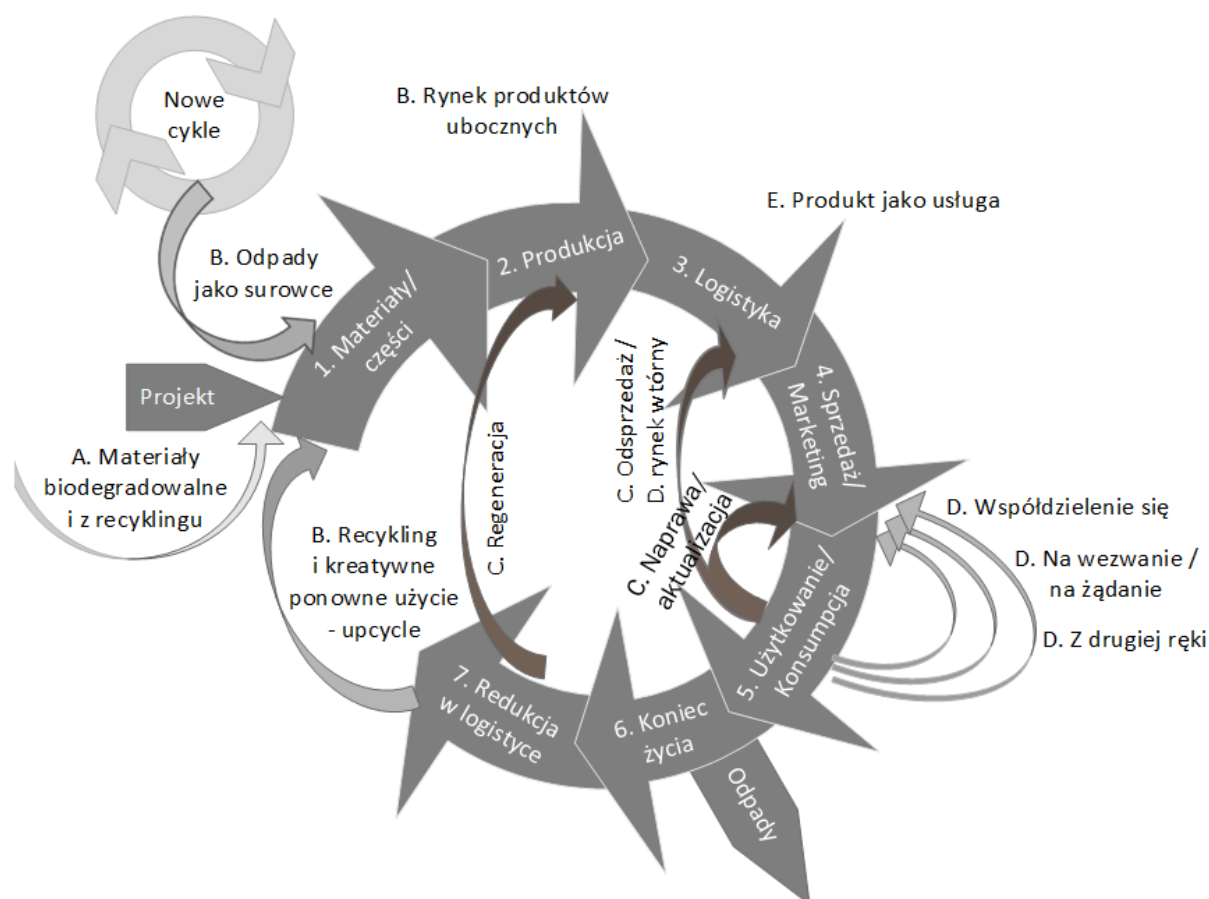 Nowe
cykle
B. Rynek produktów
ubocznych
E. Produkt jako usługa
B. Odpady
jako surowce
1. Materiały/
części
2. Produkcja
3. Logistyka
4. Sprzedaż/
Marketing
Projekt
A. Materiały
biodegradowalne
i z recyklingu
B. Recykling
i kreatywne
ponowne użycie
- upcycle
C. Regeneracja
C. Odsprzedaż /
D. rynek wtórny
C. Naprawa/
aktualizacja
D. Współdzielenie się
D. Na wezwanie /
na żądanie
D. Z drugiej ręki
5. Użytkowanie/
Konsumpcja
6. Koniec
życia
7. Redukcja
w logistyce
Odpady